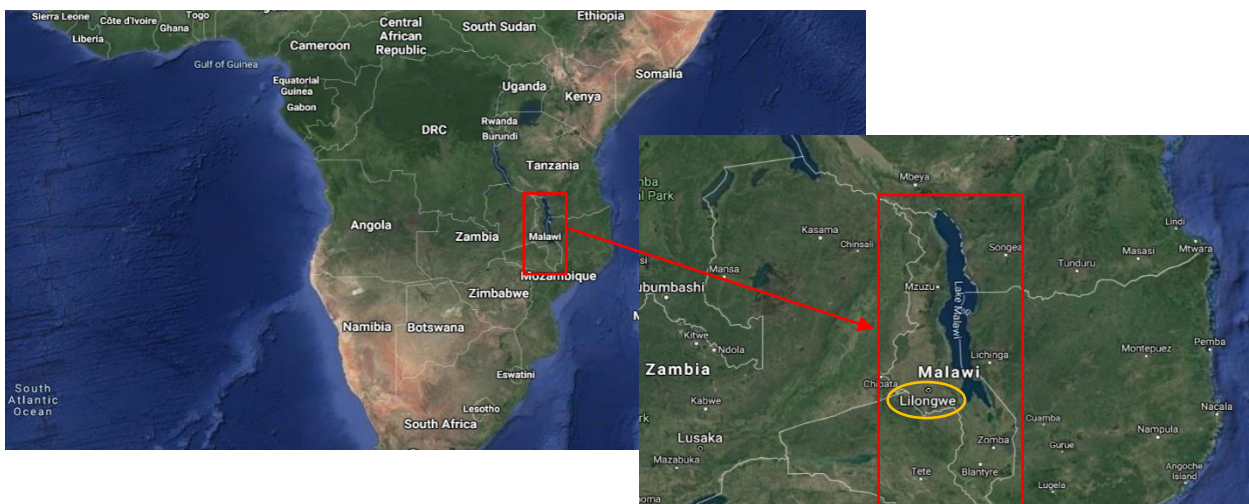 Sierra Leone
Côte d'Ivoire
Togo
Ghana
Liberia
Central
African
Republic
South Sudan
Ethiopia
Cameroon
Gulf of Guinea
Somalia
Equatorial
Guinea
Gabon
Uganda
Kenya
DRC
Rwanda
Burundi
Tanzania
Angola
Zambia
Malawi
Mozambique
Zimbabwe
Namibia
Botswana
Eswatini
South
Atlantic
Ocean
Lesotho
South Africa
Mbeya
Kasama
Chinsali
Songea
Lindi
Mtwara
Masasi
Tunduru
Mansa
Mzuzu
Lake Malawi
Kitwe
Ndola
Lichinga
Montepuez
Pemba
Zambia
Malawi
Chipata
Lilongwe
Kabwe
Cuamba
Nacala
Lusaka
Zomba
Gurue
Nampula
Mazabuka
Tete
Blantyre
Angoche
Island
Lugela